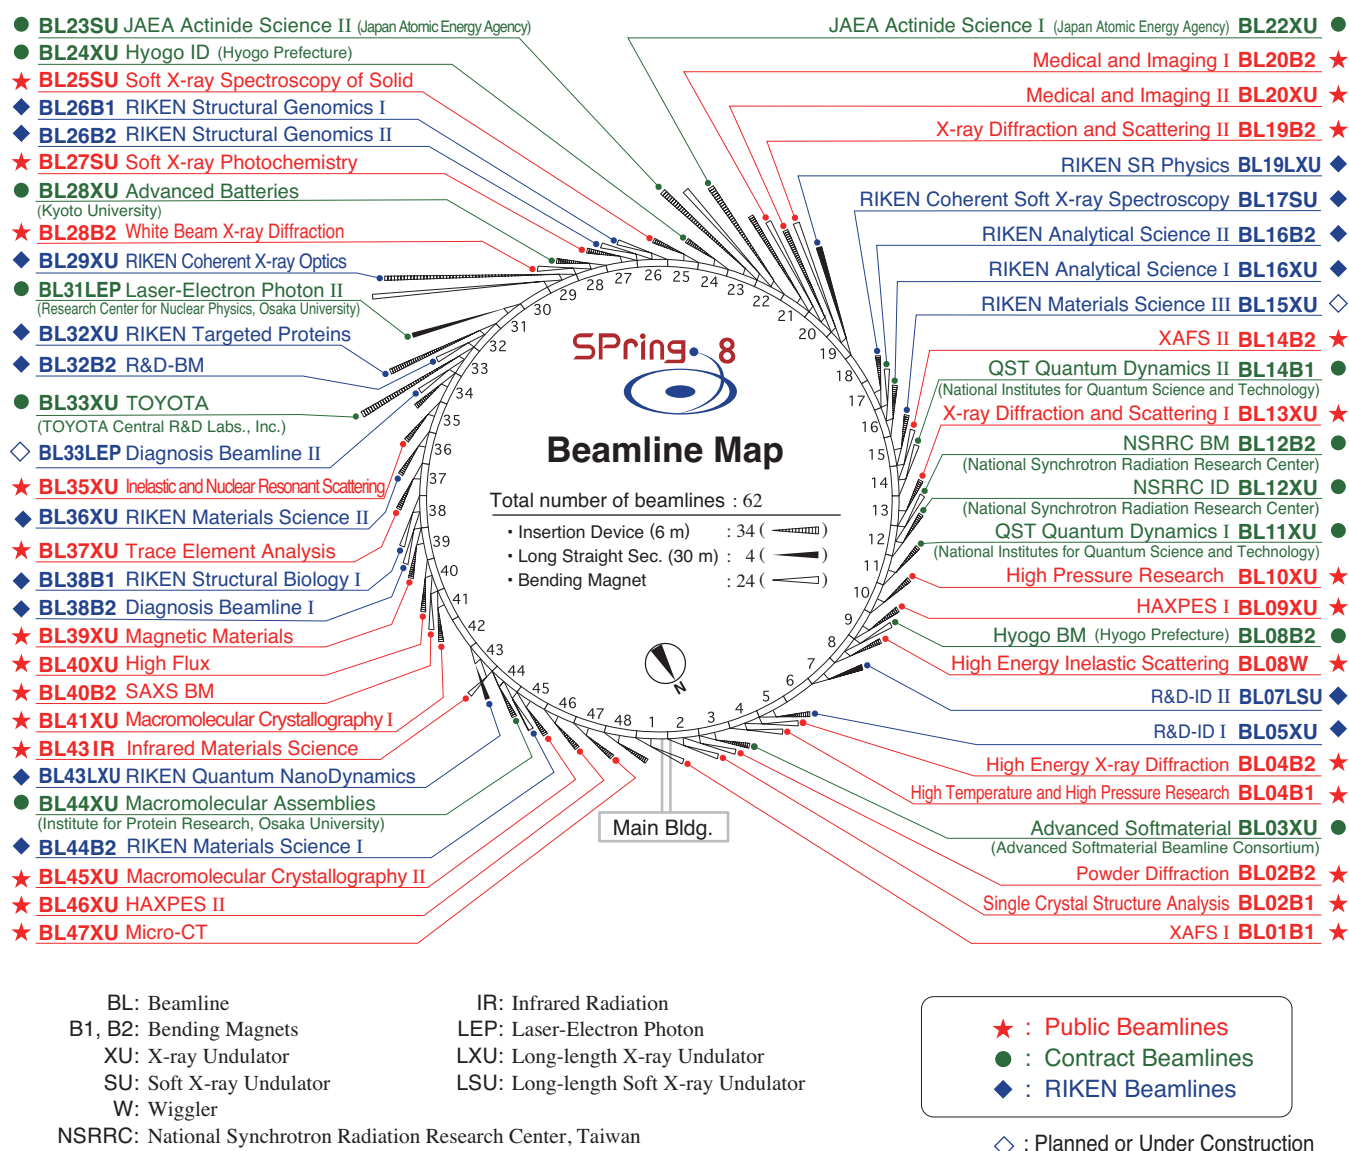 BL23SU JAEA Actinide Science II (Japan Atomic Energy Agency)
BL24XU Hyogo ID (Hyogo Prefecture)
BL25SU Soft X-ray Spectroscopy of Solid
BL26B1 RIKEN Structural Genomics I
BL26B2 RIKEN Structural Genomics II
BL27SU Soft X-ray Photochemistry
BL28XU Advanced Batteries
(Kyoto University)
BL28B2 White Beam X-ray Diffraction
BL29XU RIKEN Coherent X-ray Optics
BL31LEP Laser-Electron Photon II
(Research Center for Nuclear Physics, Osaka University)
BL32XU RIKEN Targeted Proteins
BL32B2 R&D-BM
BL33XU TOYOTA
(TOYOTA Central R&D Labs., Inc.)
BL33LEP Diagnosis Beamline II
BL35XU Inelastic and Nuclear Resonant Scattering
BL36XU RIKEN Materials Science II
BL37XU Trace Element Analysis
BL38B1 RIKEN Structural Biology I
BL38B2 Diagnosis Beamline I
BL39XU Magnetic Materials
BL40XU High Flux
BL40B2 SAXS BM
BL41XU Macromolecular Crystallography I
BL43IR Infrared Materials Science
BL43LXU RIKEN Quantum NanoDynamics
BL44XU Macromolecular Assemblies
(Institute for Protein Research, Osaka University)
BL44B2 RIKEN Materials Science I
BL45XU Macromolecular Crystallography II
BL46XU HAXPES II
BL47XU Micro-CT
JAEA Actinide Science I (Japan Atomic Energy Agency) BL22XU
Medical and Imaging I BL20B2
Medical and Imaging II BL20XU
X-ray Diffraction and Scattering II BL19B2
RIKEN SR Physics BL19LXU
RIKEN Coherent Soft X-ray Spectroscopy BL17SU
RIKEN Analytical Science II BL16B2
RIKEN Analytical Science I BL16XU
RIKEN Materials Science III BL15XU
XAFS II BL14B2
QST Quantum Dynamics II BL14B1
(National Institutes for Quantum Science and Technology)
X-ray Diffraction and Scattering I BL13XU
NSRRC BM BL12B2
(National Synchrotron Radiation Research Center)
NSRRC ID BL12XU
(National Synchrotron Radiation Research Center)
QST Quantum Dynamics I BL11XU
(National Institutes for Quantum Science and Technology)
High Pressure Research BL10XU
HAXPES I BL09XU
Hyogo BM (Hyogo Prefecture) BL08B2
High Energy Inelastic Scattering BL08W
R&D-ID II BL07LSU
R&D-ID I BL05XU
High Energy X-ray Diffraction BL04B2
High Temperature and High Pressure Research BL04B1
Advanced Softmaterial BL03XU
(Advanced Softmaterial Beamline Consortium)
Powder Diffraction BL02B2
Single Crystal Structure Analysis BL02B1
XAFS I BL01B1
1
2
3
4
5
6
7
8
9
10
11
12
13
14
15
16
17
18
19
20
21
22
23
24
25
26
27
28
29
30
31
32
33
34
35
36
37
38
39
40
41
42
43
44
45
46
47
48
SPring 8
Beamline Map
Total number of beamlines : 62
・Insertion Device (6 m) : 34 ( )
・Long Straight Sec. (30 m) : 4 ( )
・Bending Magnet : 24 ( )
N
Main Bldg.
BL: Beamline
B1, B2: Bending Magnets
XU: X-ray Undulator
SU: Soft X-ray Undulator
W: Wiggler
NSRRC: National Synchrotron Radiation Research Center, Taiwan
IR: Infrared Radiation
LEP: Laser-Electron Photon
LXU: Long-length X-ray Undulator
LSU: Long-length Soft X-ray Undulator
★ : Public Beamlines
● : Contract Beamlines
◆ : RIKEN Beamlines
◇ : Planned or Under Construction